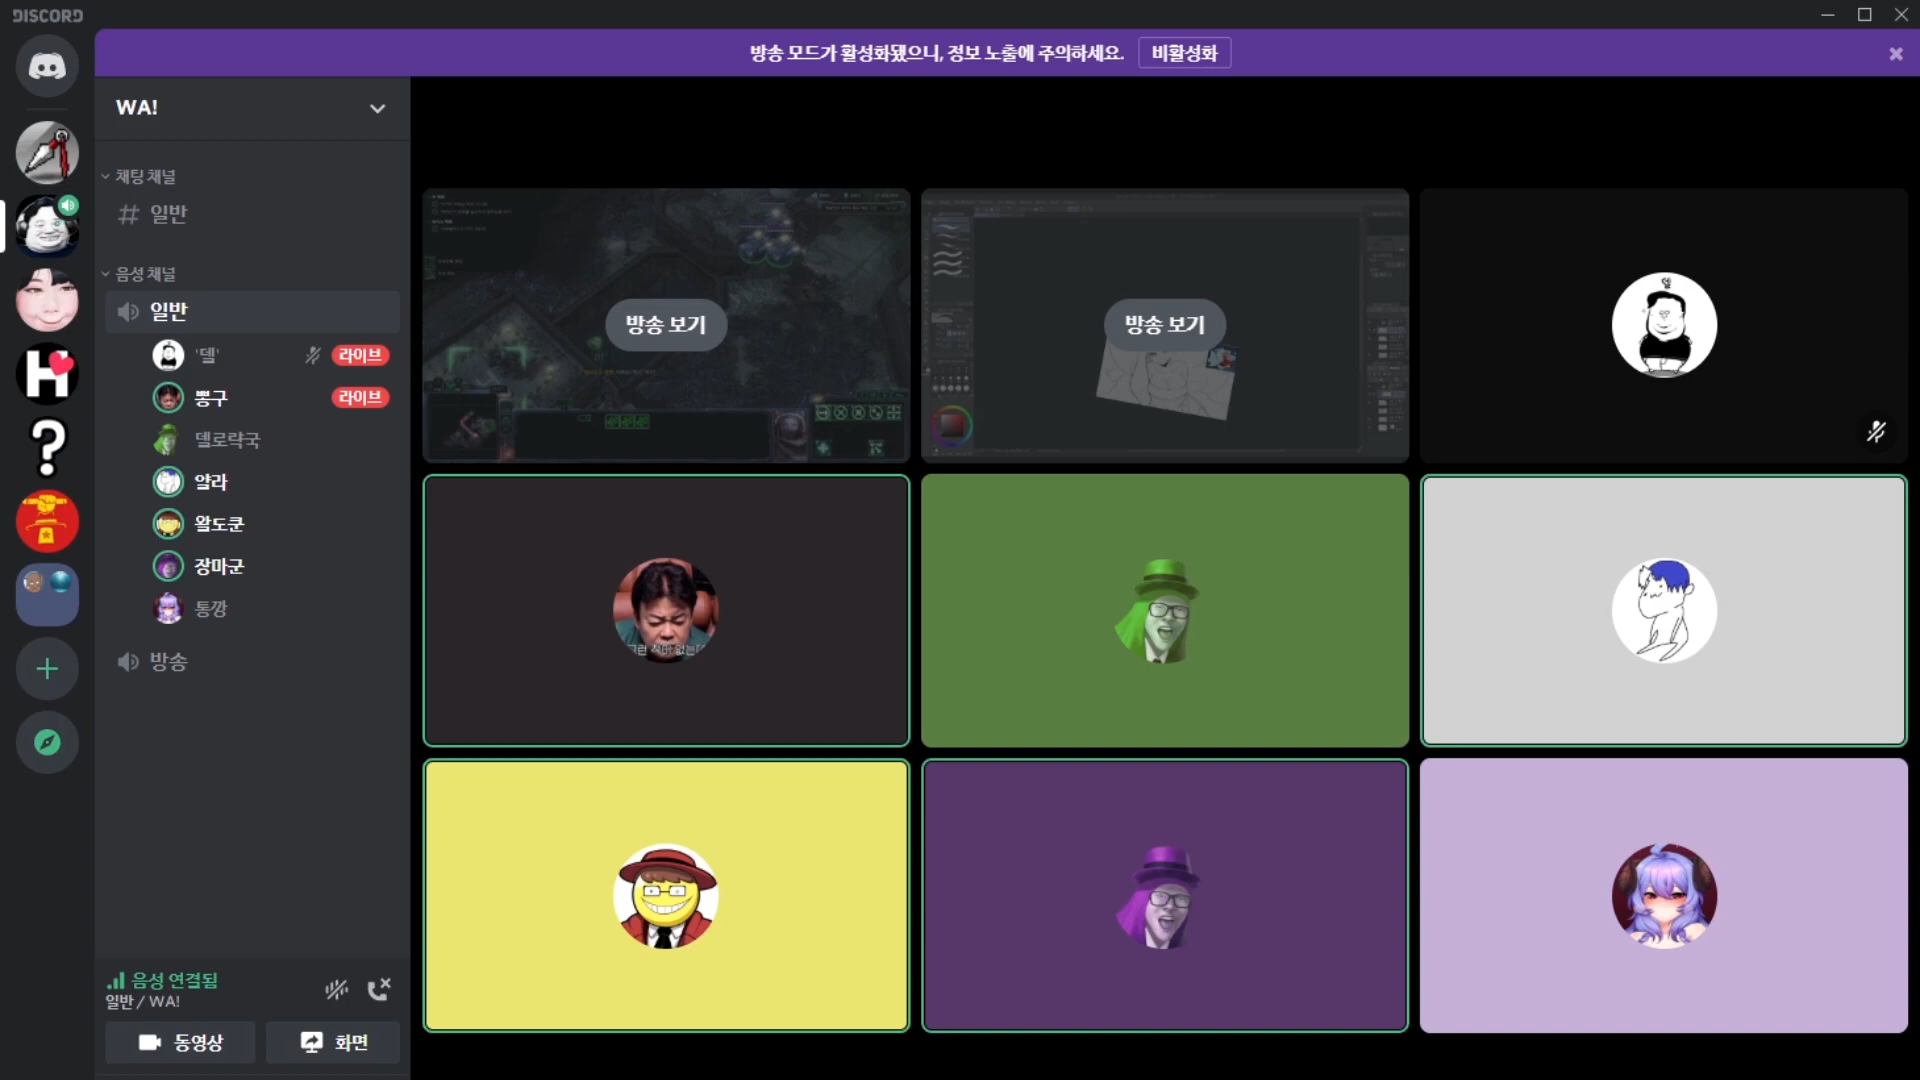 DISCORD
방송 모드가 활성화됐으니, 정보 노출에 주의하세요. 비활성화
WA!
채팅 채널
일반
음성 채널
일반
'델' 라이브
뽕구 라이브
델로략국
얄라
왈도쿤
장마군
통깡
방송
음성 연결됨
일반 / WA!
동영상 화면
방송 보기 방송 보기